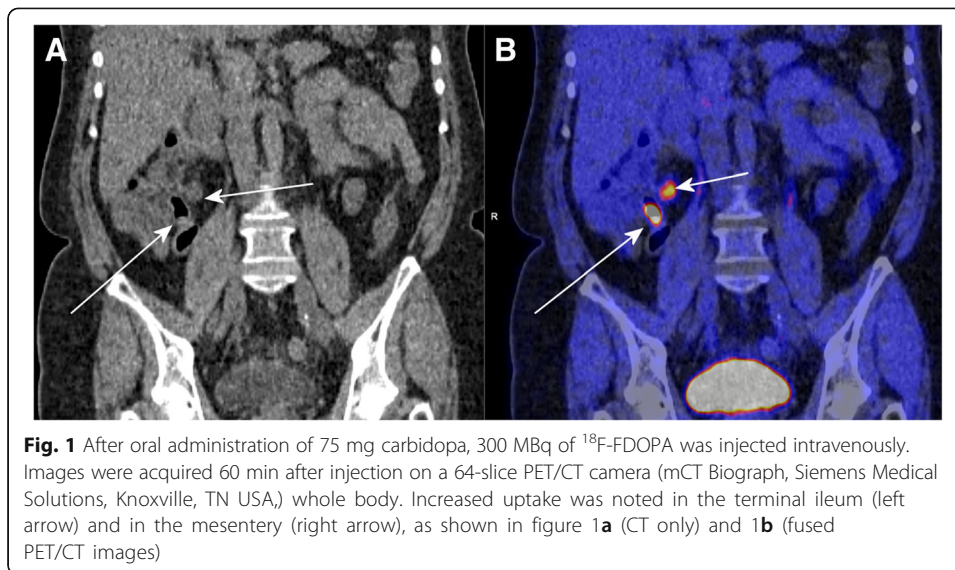 A
B
R
Fig. 1 After oral administration of 75 mg carbidopa, 300 MBq of ¹⁸F-FDOPA was injected intravenously.
Images were acquired 60 min after injection on a 64-slice PET/CT camera (mCT Biograph, Siemens Medical
Solutions, Knoxville, TN USA,) whole body. Increased uptake was noted in the terminal ileum (left
arrow) and in the mesentery (right arrow), as shown in figure 1a (CT only) and 1b (fused
PET/CT images)